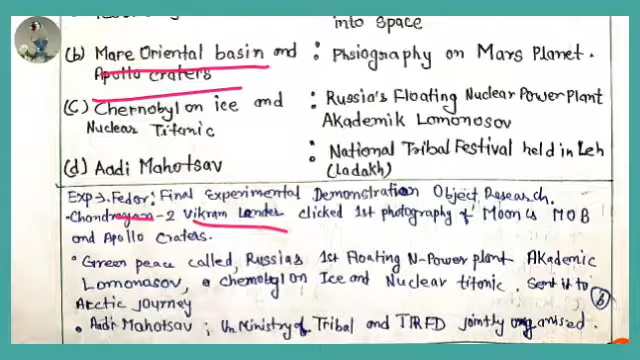 into Space
(b) Mare Oriental basin and : Phsiography on Mars Planet.
Apollo craters
(c) Chernobyl on ice and : Russia's Floating Nuclear Power Plant
Nuclear Titanic Akademik Lomonosov
(d) Aadi Mahotsav : National Tribal Festival held in Leh
(Ladakh)
Exp→ Fedor: Final Experimental Demonstration Object Research.
-Chandrayaan-2 Vikram Lander clicked 1st photography of Moon's MOB
and Apollo Craters.
• Green peace called, Russia's 1st Floating N-Power plant Akademic
Lomonasov, a chernobyl on Ice and Nuclear titonic. Sent it to
Arctic journey (b)
• Aadi Mahotsav ; Un. Ministry of Tribal and TIRFD jointly organised.